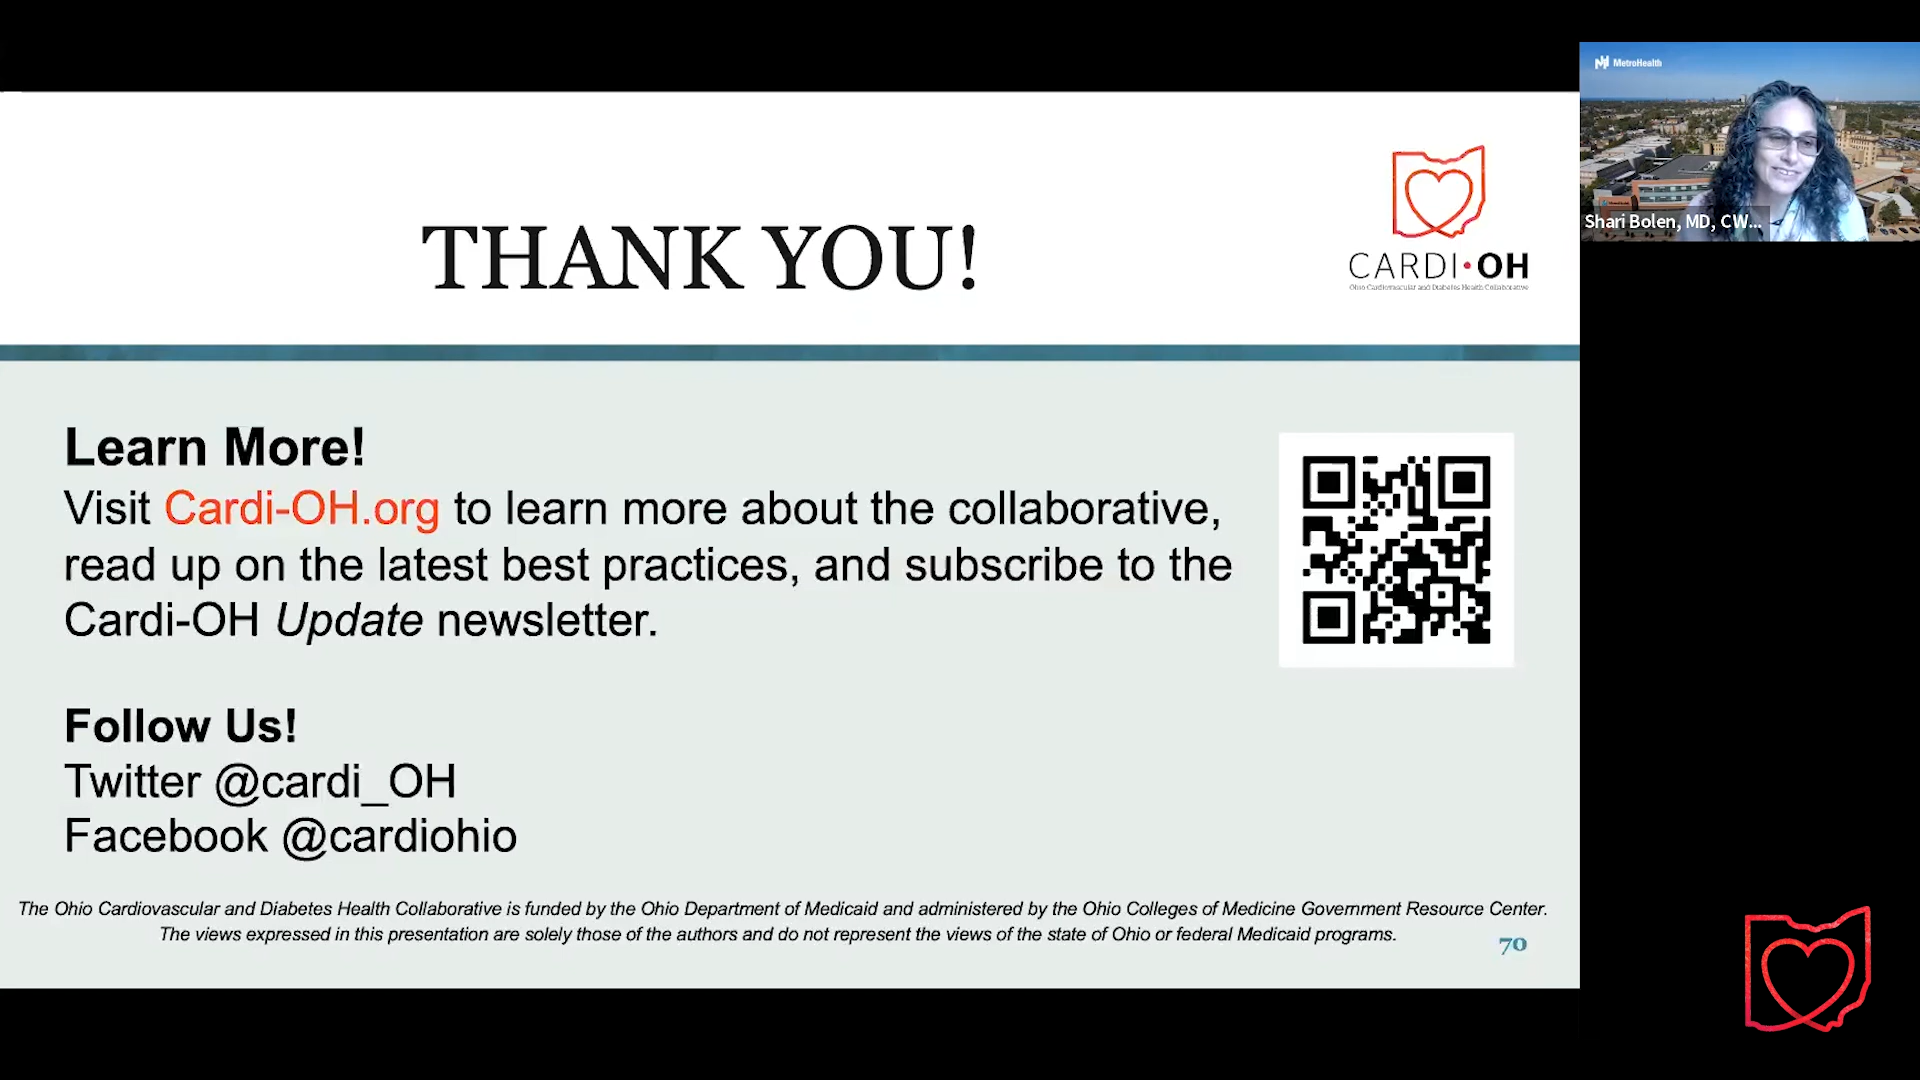 MetroHealth
Shari Bolen, MD, CW...
THANK YOU!
CARDI•OH
Ohio Cardiovascular and Diabetes Health Collaborative
Learn More!
Visit Cardi-OH.org to learn more about the collaborative,
read up on the latest best practices, and subscribe to the
Cardi-OH Update newsletter.
Follow Us!
Twitter @cardi_OH
Facebook @cardiohio
The Ohio Cardiovascular and Diabetes Health Collaborative is funded by the Ohio Department of Medicaid and administered by the Ohio Colleges of Medicine Government Resource Center.
The views expressed in this presentation are solely those of the authors and do not represent the views of the state of Ohio or federal Medicaid programs.
70